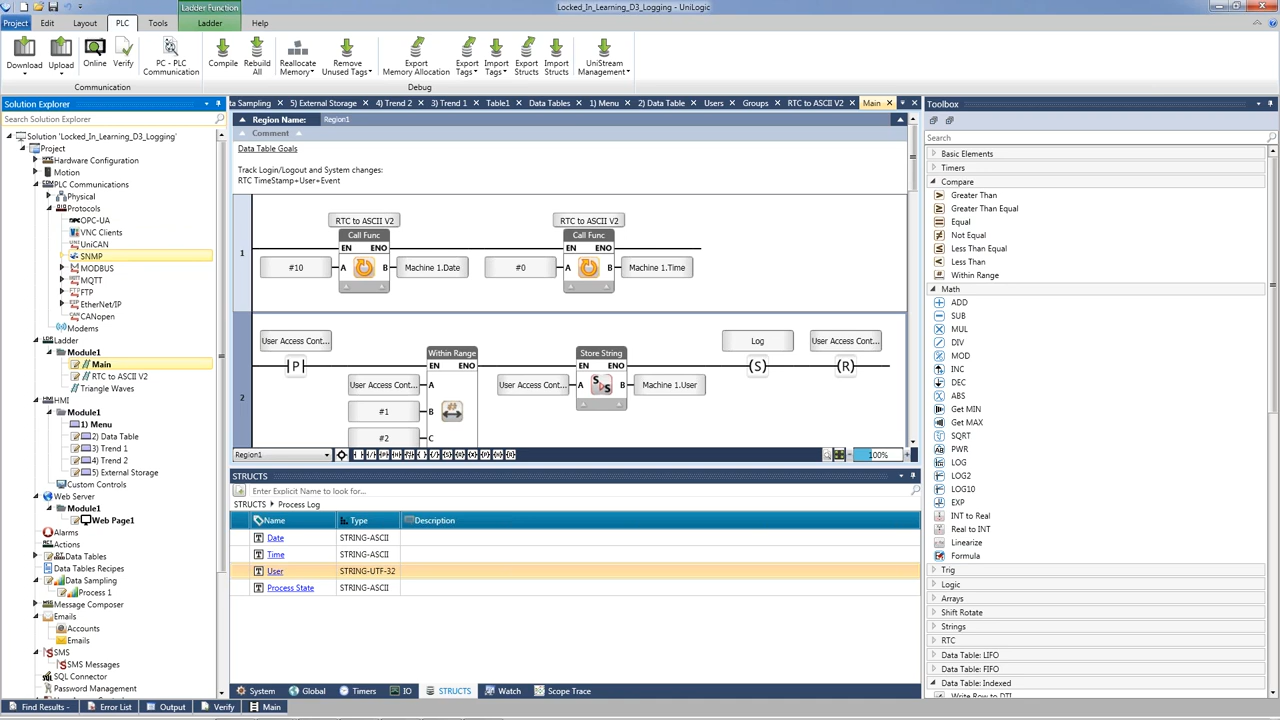 Ladder Function
Locked_In_Learning_D3_Logging - UniLogic
Project Edit Layout PLC Tools Ladder Help
Download Upload Online Verify PC - PLC Communication Compile Rebuild All Reallocate Memory Remove Unused Tags Export Memory Allocation Export Tags Import Tags Export Structs Import Structs UniStream Management
Communication Debug
Solution Explorer
Search Solution Explorer
Solution 'Locked_In_Learning_D3_Logging'
Project
Hardware Configuration
Motion
PLC Communications
Physical
Protocols
OPC-UA
VNC Clients
UniCAN
SNMP
MODBUS
MQTT
FTP
EtherNet/IP
CANopen
Modems
Ladder
Module1
Main
RTC to ASCII V2
Triangle Waves
HMI
Module1
1) Menu
2) Data Table
3) Trend 1
4) Trend 2
5) External Storage
Custom Controls
Web Server
Module1
Web Page1
Alarms
Actions
Data Tables
Data Tables Recipes
Data Sampling
Process 1
Message Composer
Emails
Accounts
Emails
SMS
SMS Messages
SQL Connector
Password Management
ta Sampling 5) External Storage 4) Trend 2 3) Trend 1 Table1 Data Tables 1) Menu 2) Data Table Users Groups RTC to ASCII V2 Main
Region Name: Region1
Comment
Data Table Goals
Track Login/Logout and System changes:
RTC TimeStamp+User+Event
1
RTC to ASCII V2 RTC to ASCII V2
Call Func Call Func
EN ENO EN ENO
#10 A B Machine 1.Date #0 A B Machine 1.Time
2
User Access Cont... Log User Access Cont...
Within Range Store String
P EN ENO EN ENO (S) (R)
User Access Cont... A User Access Cont... A B Machine 1.User
#1 B
#2 C
Region1 100%
STRUCTS
Enter Explicit Name to look for...
STRUCTS Process Log
Name Type Description
Date STRING-ASCII
Time STRING-ASCII
User STRING-UTF-32
Process State STRING-ASCII
System Global Timers IO STRUCTS Watch Scope Trace
Toolbox
Search
Basic Elements
Timers
Compare
Greater Than
Greater Than Equal
Equal
Not Equal
Less Than Equal
Less Than
Within Range
Math
ADD
SUB
MUL
DIV
MOD
INC
DEC
ABS
Get MIN
Get MAX
SQRT
PWR
LOG
LOG2
LOG10
EXP
INT to Real
Real to INT
Linearize
Formula
Trig
Logic
Arrays
Shift Rotate
Strings
RTC
Data Table: LIFO
Data Table: FIFO
Data Table: Indexed
Write Row to DT
Find Results - Error List Output Verify Main